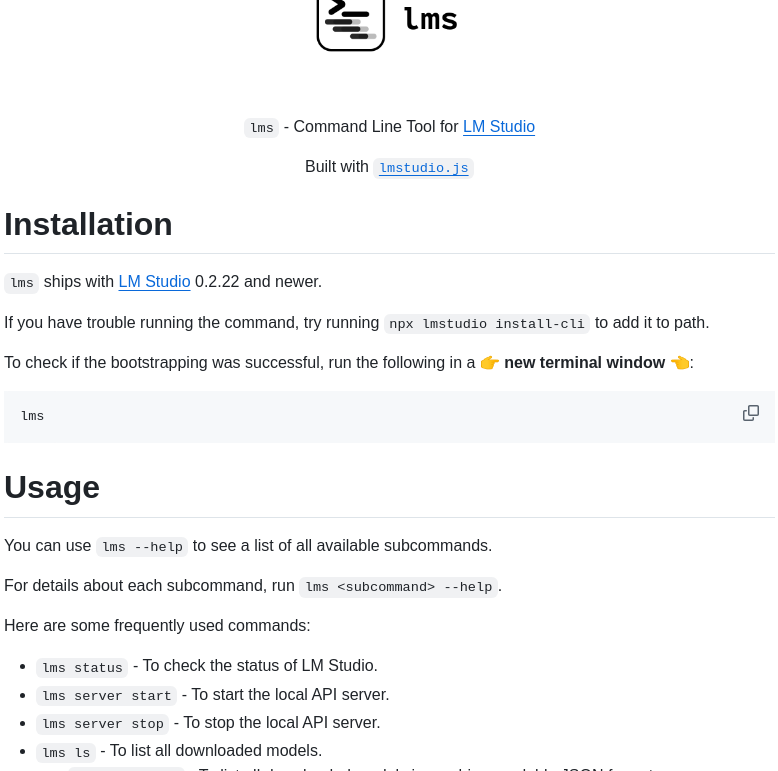 lms
lms - Command Line Tool for LM Studio
Built with lmstudio.js
Installation
lms ships with LM Studio 0.2.22 and newer.
If you have trouble running the command, try running npx lmstudio install-cli to add it to path.
To check if the bootstrapping was successful, run the following in a 👉 new terminal window 👈:
lms
Usage
You can use lms --help to see a list of all available subcommands.
For details about each subcommand, run lms <subcommand> --help.
Here are some frequently used commands:
lms status - To check the status of LM Studio.
lms server start - To start the local API server.
lms server stop - To stop the local API server.
lms ls - To list all downloaded models.